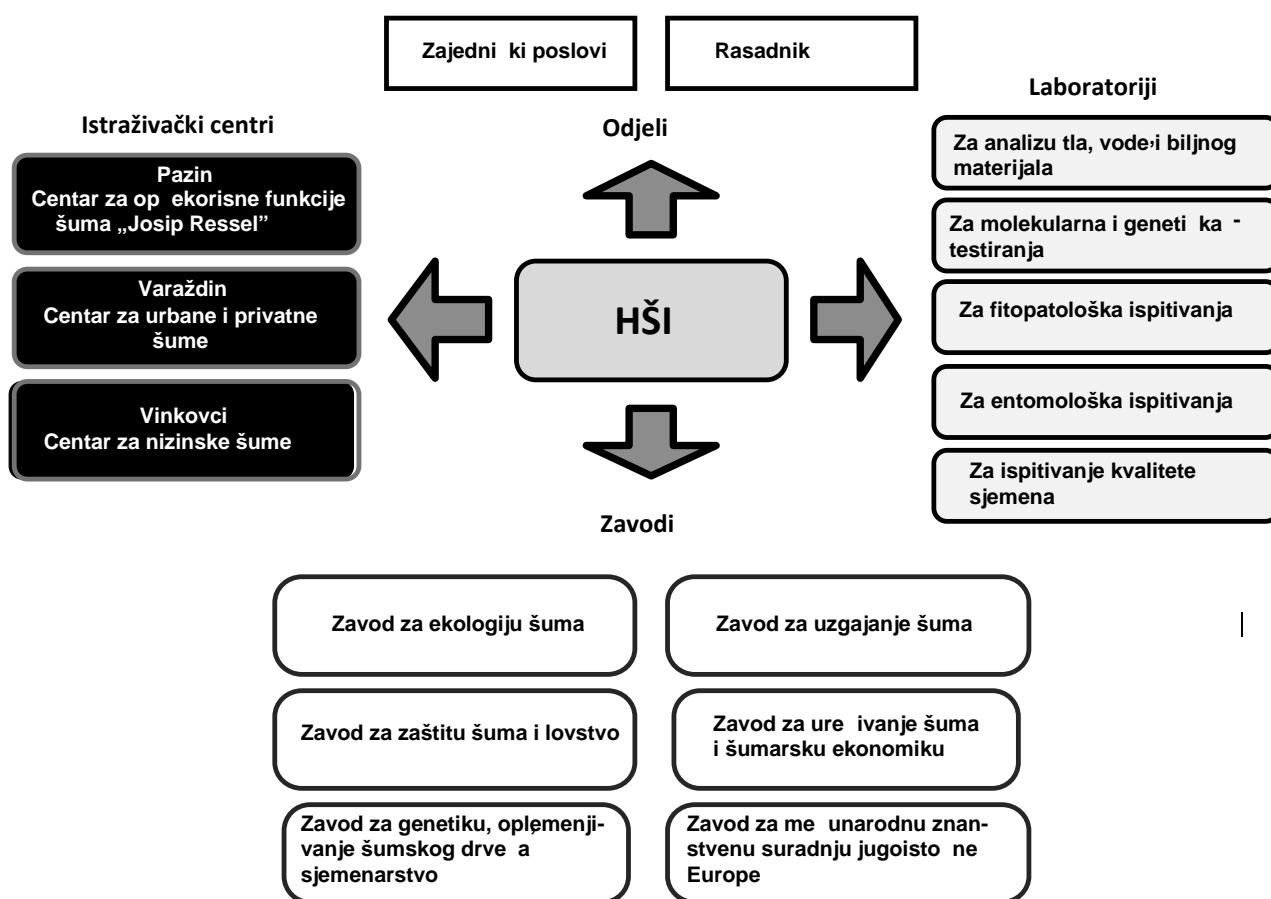 Zajedni ki poslovi
Rasadnik
Laboratoriji
Istraživački centri
Odjeli
Pazin
Centar za op ekorisne funkcije
šuma „Josip Ressel”
Varaždin
Centar za urbane i privatne
šume
Vinkovci
Centar za nizinske šume
HŠI
Za analizu tla, vode,i biljnog
materijala
Za molekularna i geneti ka -
testiranja
Za fitopatološka ispitivanja
Za entomološka ispitivanja
Za ispitivanje kvalitete
sjemena
Zavodi
Zavod za ekologiju šuma
Zavod za uzgajanje šuma
Zavod za zaštitu šuma i lovstvo
Zavod za ure ivanje šuma
i šumarsku ekonomiku
Zavod za genetiku, oplemenji-
vanje šumskog drve a
sjemenarstvo
Zavod za me unarodnu znan-
stvenu suradnju jugoisto ne
Europe